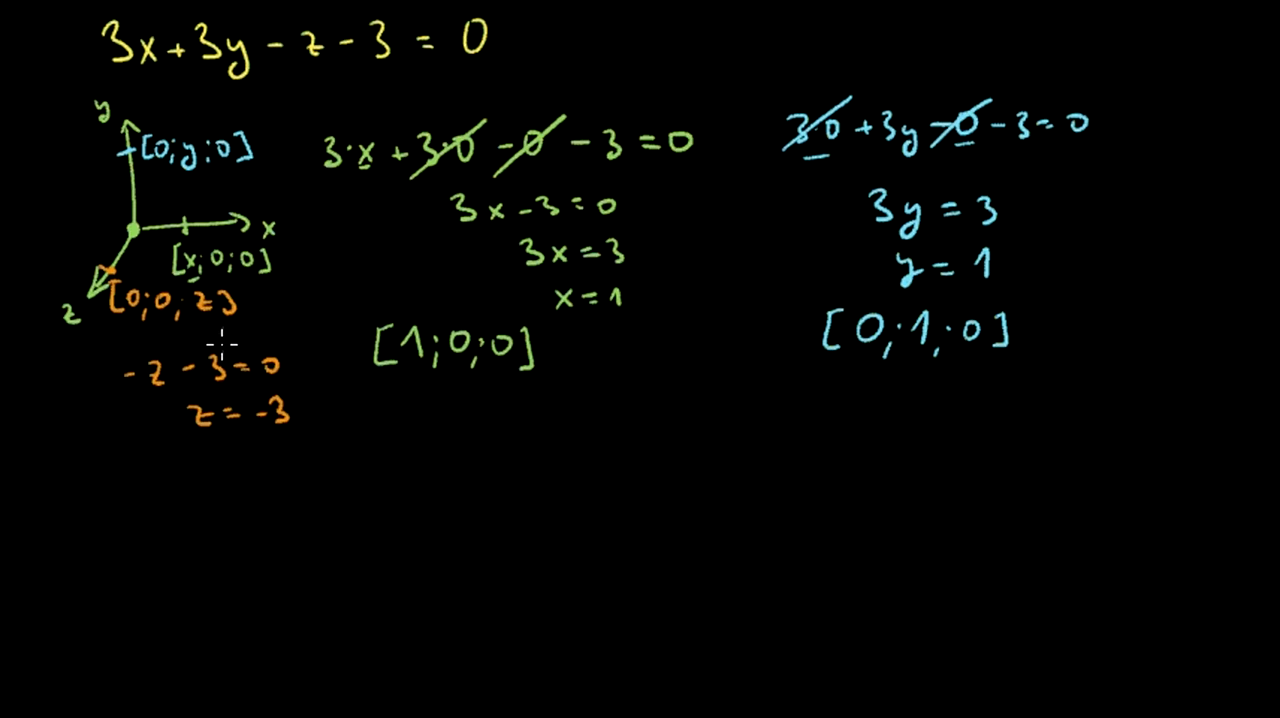 3x + 3y - z - 3 = 0
y
[0;y;0]
x
[x;0;0]
z
[0;0;z]
-z - 3 = 0
z = -3
3·x + 3·0 - 0 - 3 = 0
3x - 3 = 0
3x = 3
x = 1
[1;0;0]
3·0 + 3y - 0 - 3 = 0
3y = 3
y = 1
[0;1;0]